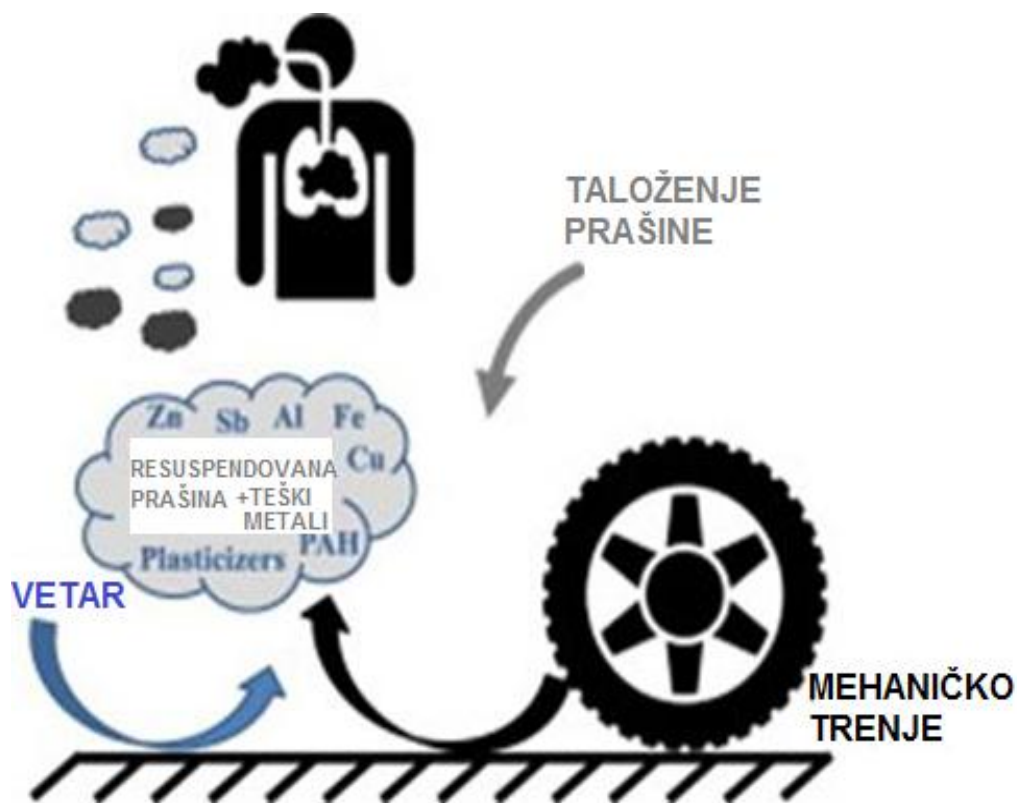 TALOŽENJE
PRAŠINE
Zn Sb Al Fe
Cu
RESUSPENDOVANA
PRAŠINA +TEŠKI
METALI
PAH
Plasticizers
VETAR
MEHANIČKO
TRENJE